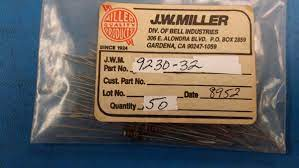 MILLER
QUALITY
PRODUCTS
SINCE 1924
J.W. MILLER
DIV. OF BELL INDUSTRIES
306 E. ALONDRA BLVD. P.O. BOX 2859
GARDENA, CA 90247-1059
J.W.M.
Part No. 9230-32
Cust. Part No.
Lot No. Date 8952
Quantity 50